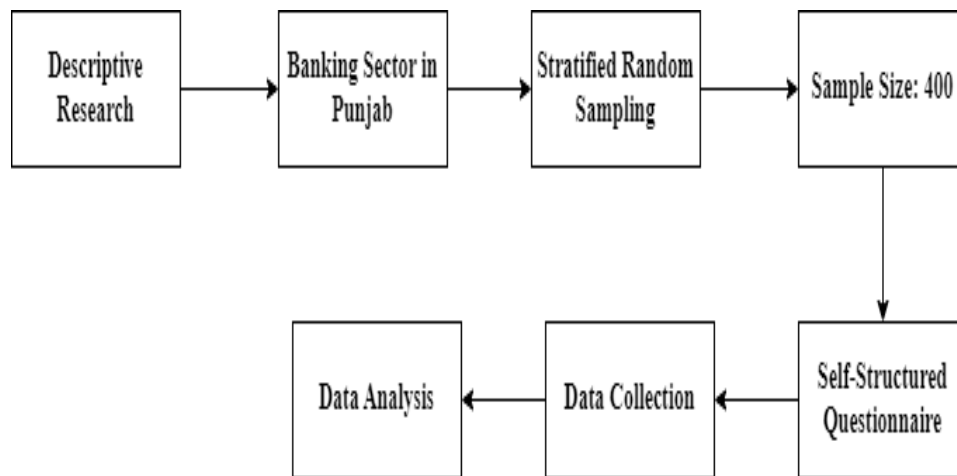 Descriptive
Research
Banking Sector in
Punjab
Stratified Random
Sampling
Sample Size: 400
Self-Structured
Questionnaire
Data Collection
Data Analysis